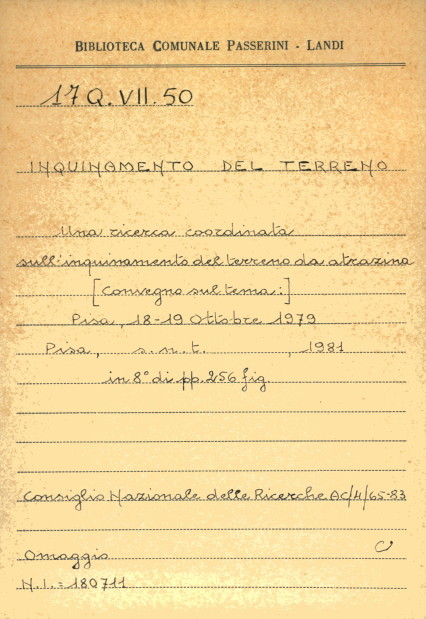 BIBLIOTECA COMUNALE PASSERINI - LANDI
17 Q. VII. 50
INQUINAMENTO DEL TERRENO
Una ricerca coordinata
sull'inquinamento del terreno da atrazina
[Convegno sul tema:]
Pisa, 18-19 Ottobre 1979
Pisa, s. n. t. , 1981
in 8° di pp. 256 fig.
Consiglio Nazionale delle Ricerche AC/4/65-83
Omaggio
N.I. = 180711